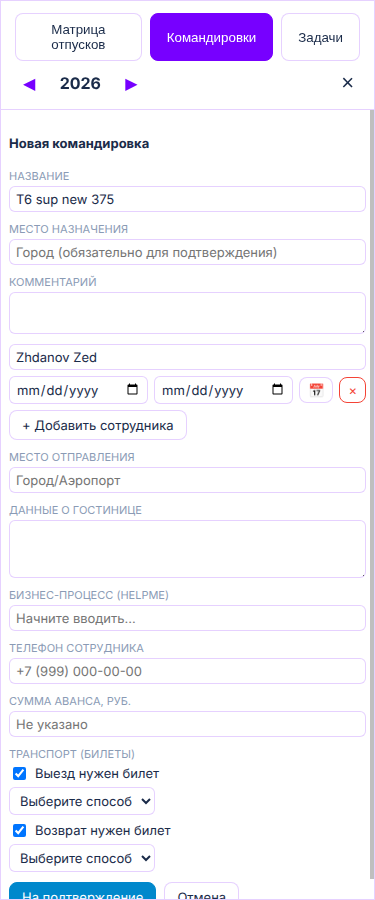 Матрица
отпусков
Командировки
Задачи
◀ 2026 ▶ ×
Новая командировка
НАЗВАНИЕ
T6 sup new 375
МЕСТО НАЗНАЧЕНИЯ
Город (обязательно для подтверждения)
КОММЕНТАРИЙ
Zhdanov Zed
mm/dd/yyyy mm/dd/yyyy 📅 ×
+ Добавить сотрудника
МЕСТО ОТПРАВЛЕНИЯ
Город/Аэропорт
ДАННЫЕ О ГОСТИНИЦЕ
БИЗНЕС-ПРОЦЕСС (HELPME)
Начните вводить...
ТЕЛЕФОН СОТРУДНИКА
+7 (999) 000-00-00
СУММА АВАНСА, РУБ.
Не указано
ТРАНСПОРТ (БИЛЕТЫ)
Выезд нужен билет
Выберите способ
Возврат нужен билет
Выберите способ
На подтверждение Отмена